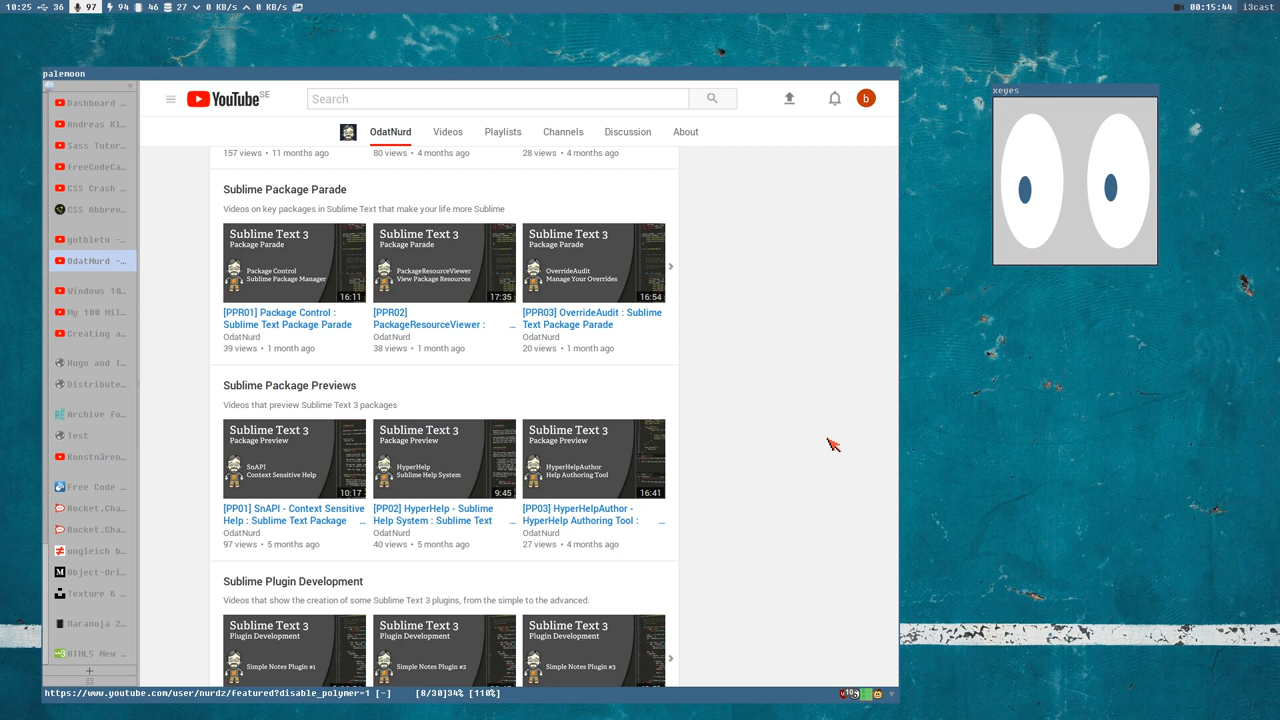 10:25 36 97 94 46 27 0 KB/s 0 KB/s
00:15:44 i3cast
palemoon
xeyes
Dashboard …
Andreas Kl…
Sass Tutor…
FreeCodeCa…
CSS Crash …
CSS Abbrev…
gotbletu -…
OdatNurd -…
Windows 10…
My 100 Mil…
Creating a…
Hugo and I…
Distribute…
Archive fo…
Test
Konstnären…
Free Code …
Rocket.Cha…
Rocket.Cha…
ungleich b…
Object-Ori…
Texture & …
Naranoja 2…
HTML5 New …
YouTube SE
Search
b
OdatNurd Videos Playlists Channels Discussion About
157 views • 11 months ago
80 views • 4 months ago
28 views • 4 months ago
Sublime Package Parade
Videos on key packages in Sublime Text that make your life more Sublime
Sublime Text 3
Package Parade
Package Control
Sublime Package Manager
16:11
Sublime Text 3
Package Parade
PackageResourceViewer
View Package Resources
17:35
Sublime Text 3
Package Parade
OverrideAudit
Manage Your Overrides
16:54
[PPR01] Package Control :
Sublime Text Package Parade
OdatNurd
39 views • 1 month ago
[PPR02]
PackageResourceViewer : …
OdatNurd
38 views • 1 month ago
[PPR03] OverrideAudit : Sublime
Text Package Parade
OdatNurd
20 views • 1 month ago
Sublime Package Previews
Videos that preview Sublime Text 3 packages
Sublime Text 3
Package Preview
SnAPI
Context Sensitive Help
10:17
Sublime Text 3
Package Preview
HyperHelp
Sublime Help System
9:45
Sublime Text 3
Package Preview
HyperHelpAuthor
Help Authoring Tool
16:41
[PP01] SnAPI - Context Sensitive
Help : Sublime Text Package …
OdatNurd
97 views • 5 months ago
[PP02] HyperHelp - Sublime
Help System : Sublime Text …
OdatNurd
40 views • 5 months ago
[PP03] HyperHelpAuthor -
HyperHelp Authoring Tool : …
OdatNurd
27 views • 4 months ago
Sublime Plugin Development
Videos that show the creation of some Sublime Text 3 plugins, from the simple to the advanced.
Sublime Text 3
Plugin Development
Simple Notes Plugin #1
Sublime Text 3
Plugin Development
Simple Notes Plugin #2
Sublime Text 3
Plugin Development
Simple Notes Plugin #3
https://www.youtube.com/user/nurdz/featured?disable_polymer=1 [-] [8/30]34% [110%]